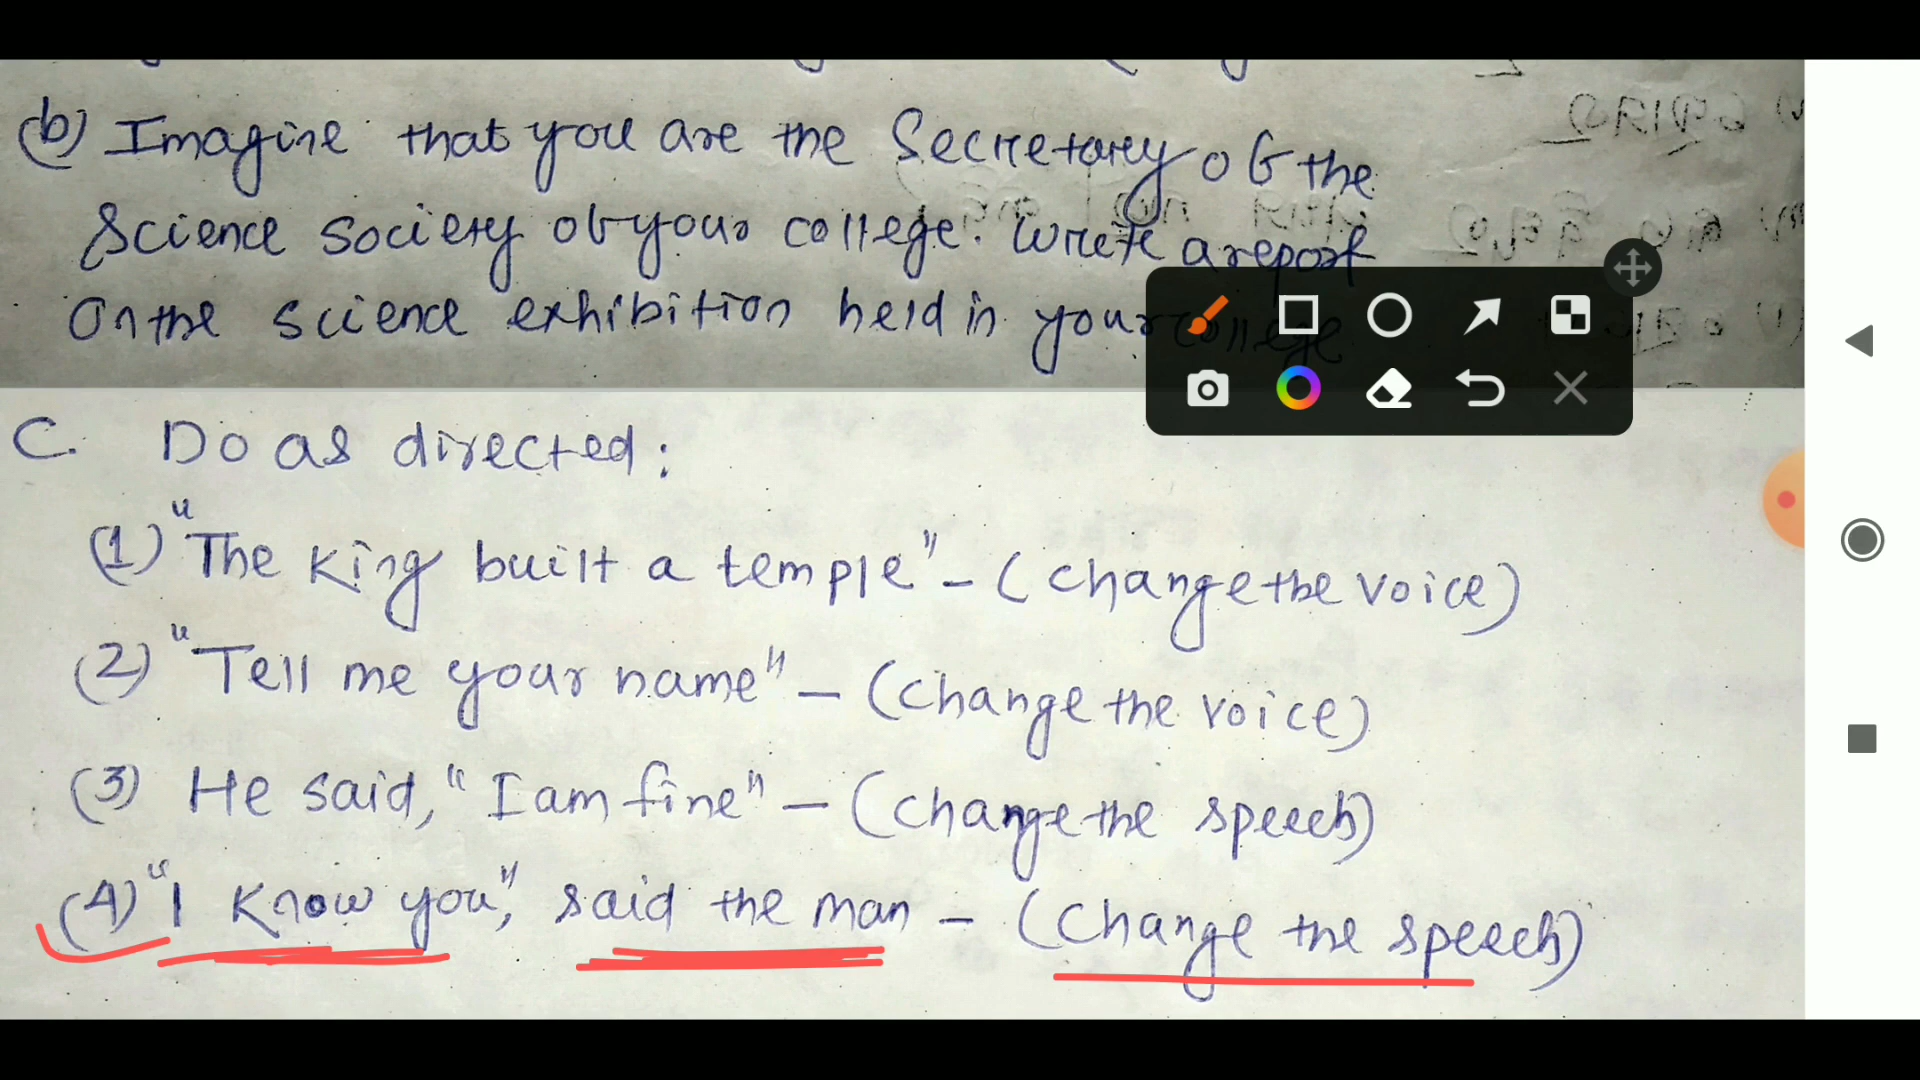 (b) Imagine that you are the Secretary of the
Science society of your college. Write a report
On the science exhibition held in your college
C. Do as directed:
(1) "The King built a temple" - (change the voice)
(2) "Tell me your name" - (change the voice)
(3) He said, "I am fine" - (change the speech)
(4) "I know you", said the man - (change the speech)